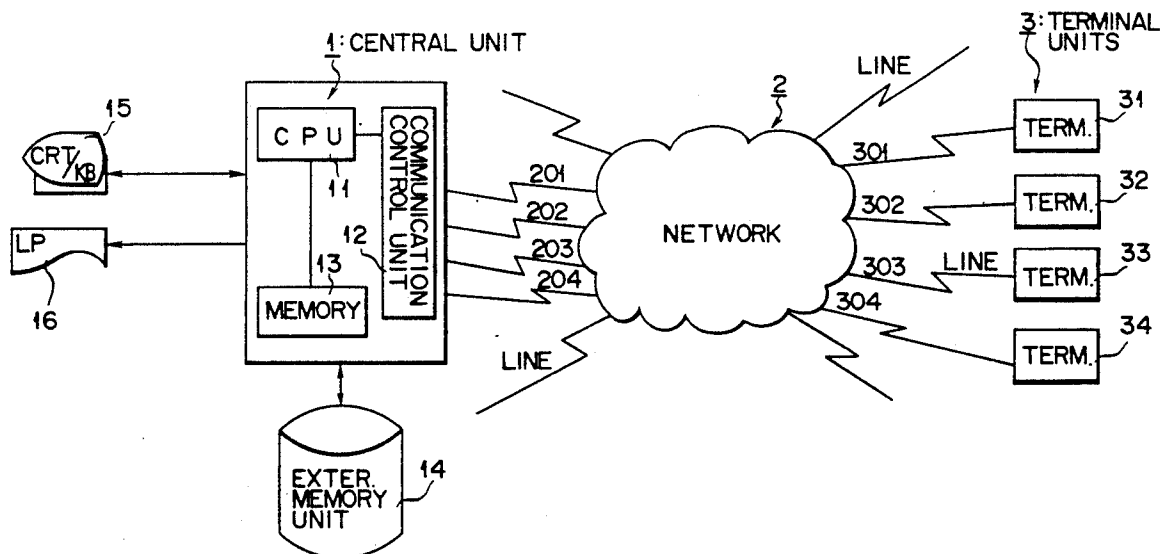 1: CENTRAL UNIT
3: TERMINAL
UNITS
LINE
2
15
CRT/KB
CPU
11
COMMUNICATION
CONTROL UNIT
12
13
MEMORY
LP
16
201
202
203
204
LINE
NETWORK
301
302
303
LINE
304
TERM.
31
TERM.
32
TERM.
33
TERM.
34
EXTER.
MEMORY
UNIT
14